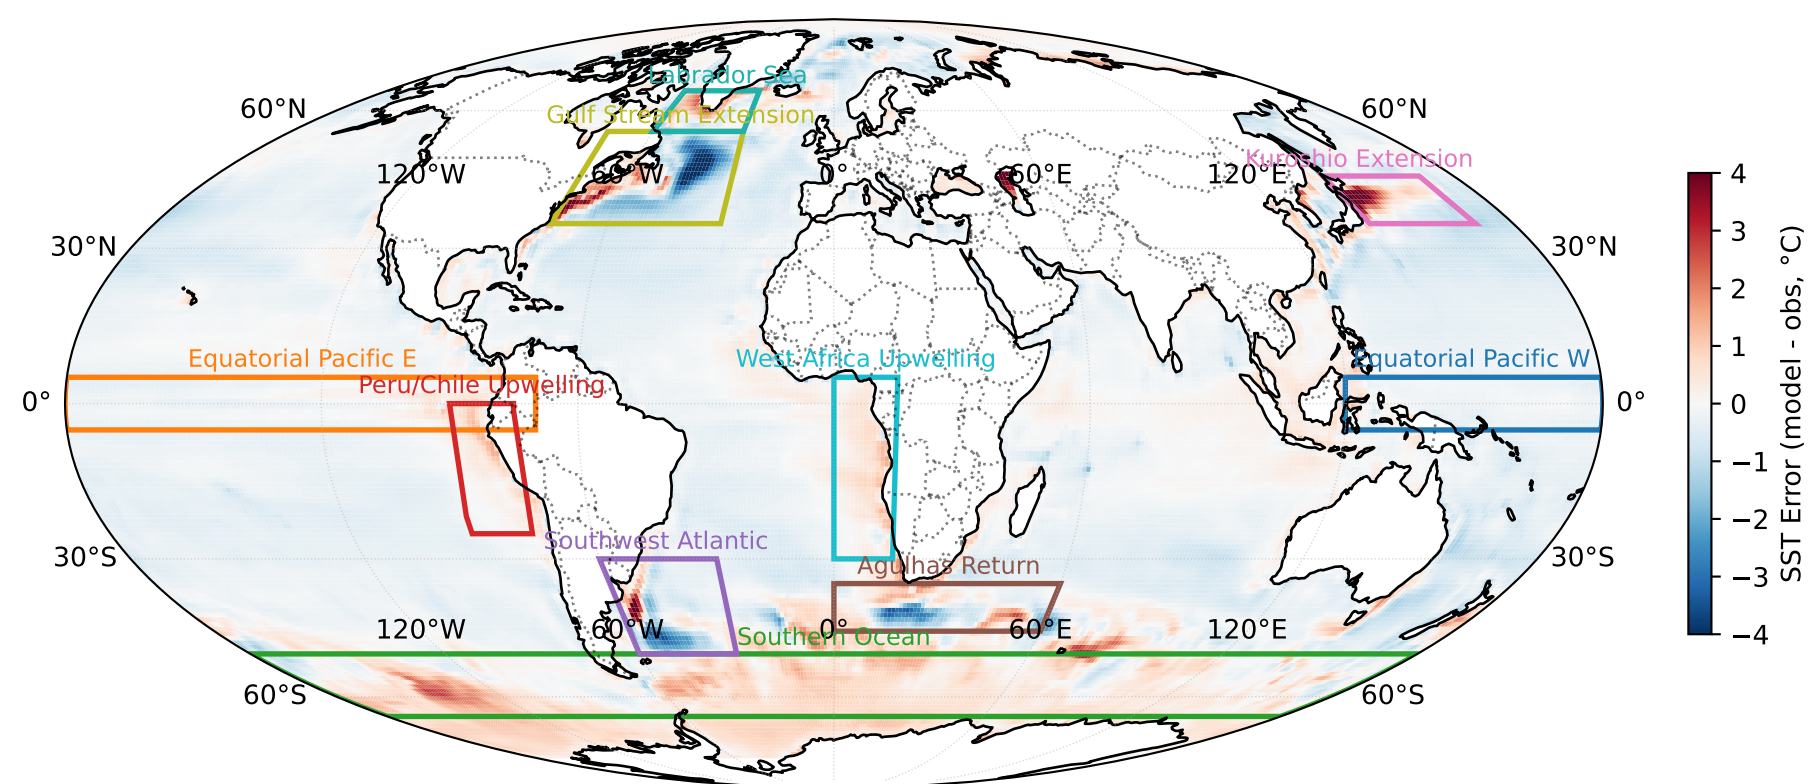 Labrador Sea
60°N
60°N
Gulf Stream Extension
Kuroshio Extension
120°W
60°W
0°
60°E
120°E
30°N
30°N
Equatorial Pacific E
West Africa Upwelling
Equatorial Pacific W
Peru/Chile Upwelling
0°
0°
Southwest Atlantic
30°S
30°S
Agulhas Return
120°W
60°W
0°
60°E
120°E
Southern Ocean
60°S
60°S
4
3
2
1
0
−1
−2
−3
−4
SST Error (model - obs, °C)